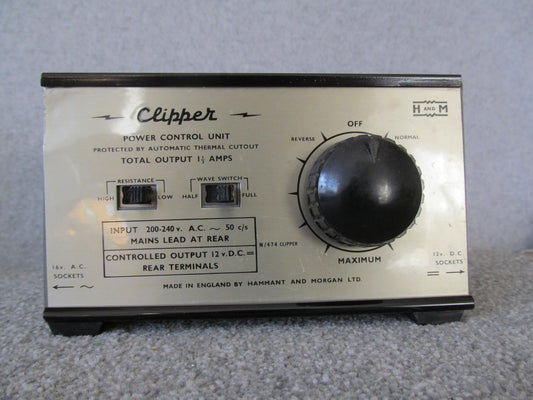 Clipper
H AND M
POWER CONTROL UNIT
PROTECTED BY AUTOMATIC THERMAL CUTOUT
TOTAL OUTPUT 1½ AMPS
OFF
REVERSE
NORMAL
RESISTANCE
HIGH LOW
WAVE SWITCH
HALF FULL
INPUT 200-240 v. A.C. ~ 50 c/s
MAINS LEAD AT REAR
CONTROLLED OUTPUT 12 v. D.C. =
REAR TERMINALS
N/674 CLIPPER
MAXIMUM
16v. A.C.
SOCKETS
← ~
12v. D.C.
SOCKETS
= →
MADE IN ENGLAND BY HAMMANT AND MORGAN LTD.